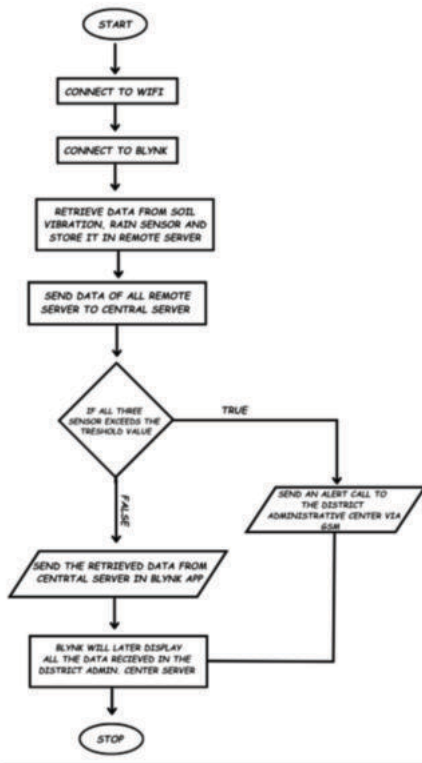 START
CONNECT TO WIFI
CONNECT TO BLYNK
RETRIEVE DATA FROM SOIL
VIBRATION, RAIN SENSOR AND
STORE IT IN REMOTE SERVER
SEND DATA OF ALL REMOTE
SERVER TO CENTRAL SERVER
IF ALL THREE
SENSOR EXCEEDS THE
TRESHOLD VALUE
TRUE
SEND AN ALERT CALL TO
THE DISTRICT
ADMINISTRATIVE CENTER VIA
GSM
FALSE
SEND THE RETRIEVED DATA FROM
CENTRTAL SERVER IN BLYNK APP
BLYNK WILL LATER DISPLAY
ALL THE DATA RECIEVED IN THE
DISTRICT ADMIN. CENTER SERVER
STOP